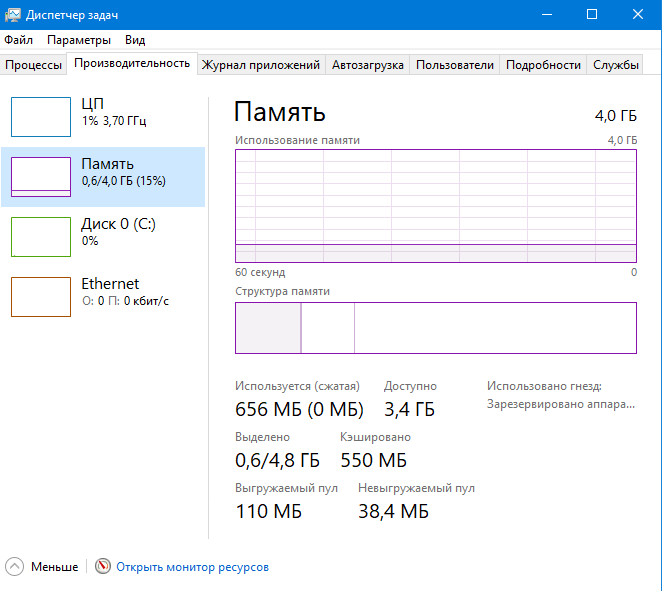 Диспетчер задач
Файл Параметры Вид
Процессы Производительность Журнал приложений Автозагрузка Пользователи Подробности Службы
ЦП
1% 3,70 ГГц
Память
0,6/4,0 ГБ (15%)
Диск 0 (C:)
0%
Ethernet
О: 0 П: 0 кбит/с
Память 4,0 ГБ
Использование памяти 4,0 ГБ
60 секунд 0
Структура памяти
Используется (сжатая) Доступно Использовано гнезд:
656 МБ (0 МБ) 3,4 ГБ Зарезервировано аппара...
Выделено Кэшировано
0,6/4,8 ГБ 550 МБ
Выгружаемый пул Невыгружаемый пул
110 МБ 38,4 МБ
Меньше Открыть монитор ресурсов